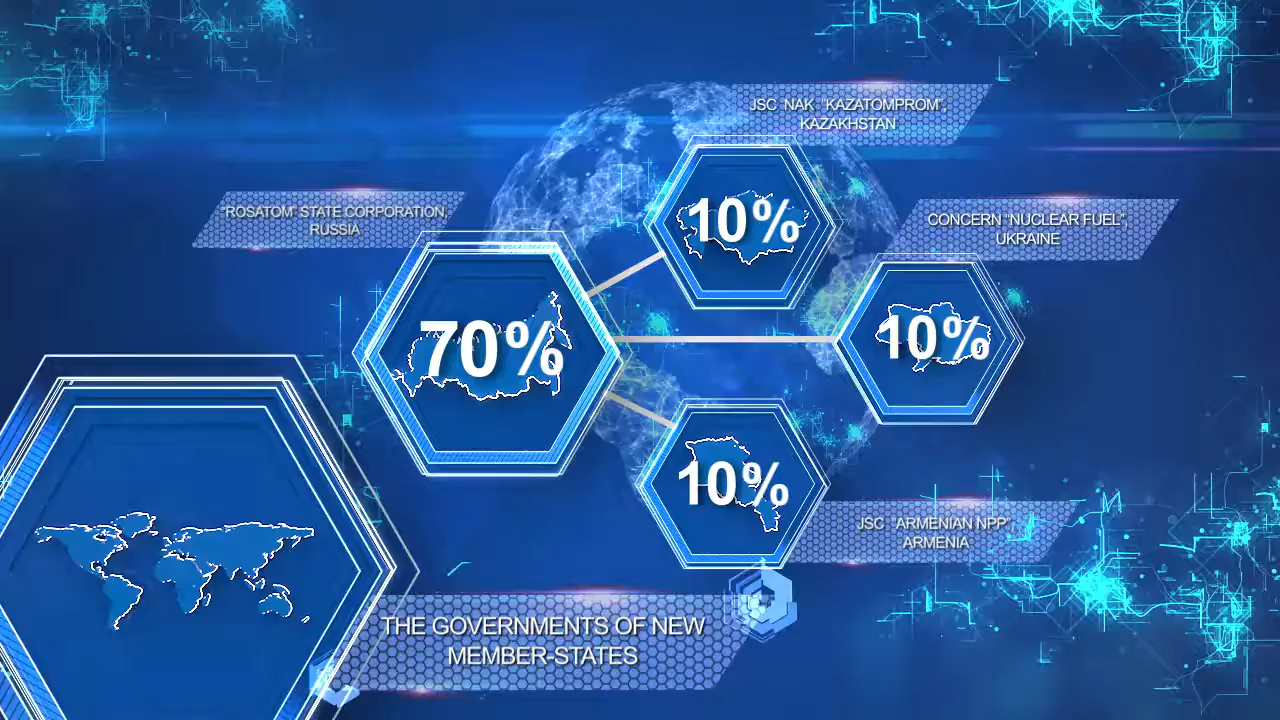 JSC NAK "KAZATOMPROM",
KAZAKHSTAN
10%
"ROSATOM" STATE CORPORATION,
RUSSIA
70%
CONCERN "NUCLEAR FUEL",
UKRAINE
10%
10%
JSC "ARMENIAN NPP"
ARMENIA
THE GOVERNMENTS OF NEW
MEMBER-STATES